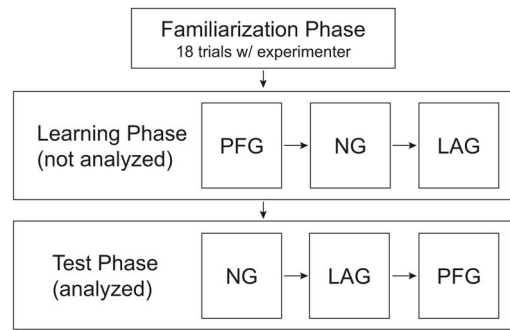 Familiarization Phase
18 trials w/ experimenter
Learning Phase
(not analyzed)
PFG
NG
LAG
Test Phase
(analyzed)
NG
LAG
PFG